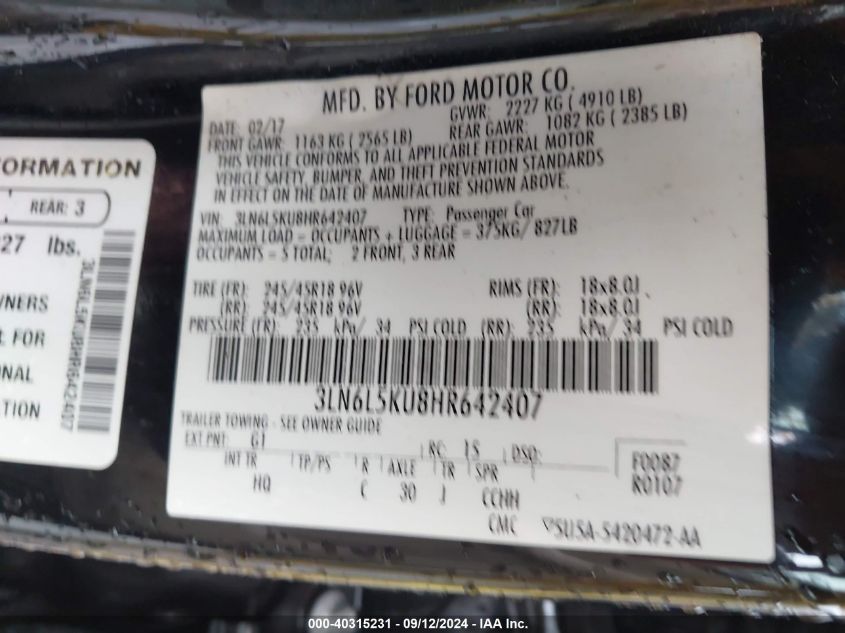 MFD. BY FORD MOTOR CO.
DATE: 02/17 GVWR: 2227 KG ( 4910 LB)
FRONT GAWR: 1163 KG ( 2565 LB) REAR GAWR: 1082 KG ( 2385 LB)
THIS VEHICLE CONFORMS TO ALL APPLICABLE FEDERAL MOTOR
VEHICLE SAFETY, BUMPER, AND THEFT PREVENTION STANDARDS
IN EFFECT ON THE DATE OF MANUFACTURE SHOWN ABOVE.
VIN: 3LN6L5KU8HR642407 TYPE: Passenger Car
MAXIMUM LOAD = OCCUPANTS + LUGGAGE = 375KG/ 827LB
OCCUPANTS = 5 TOTAL; 2 FRONT, 3 REAR
TIRE (FR): 245/45R18 96V RIMS (FR): 18x8.0J
(RR): 245/45R18 96V (RR): 18x8.0J
PRESSURE (FR): 235 kPa/ 34 PSI COLD (RR): 235 kPa/ 34 PSI COLD
3LN6L5KU8HR642407
TRAILER TOWING - SEE OWNER GUIDE
EXT PNT: G1 RC: 15 DSO:
INT TR TP/PS R AXLE TR SPR
HQ C 30 J CCHH
CMC
F0087
R0107
5U5A-5420472-AA
ORMATION
REAR: 3
27 lbs.
3LN6L5KU8HR642407
NERS
FOR
ONAL
TION
000-40315231 - 09/12/2024 - IAA Inc.